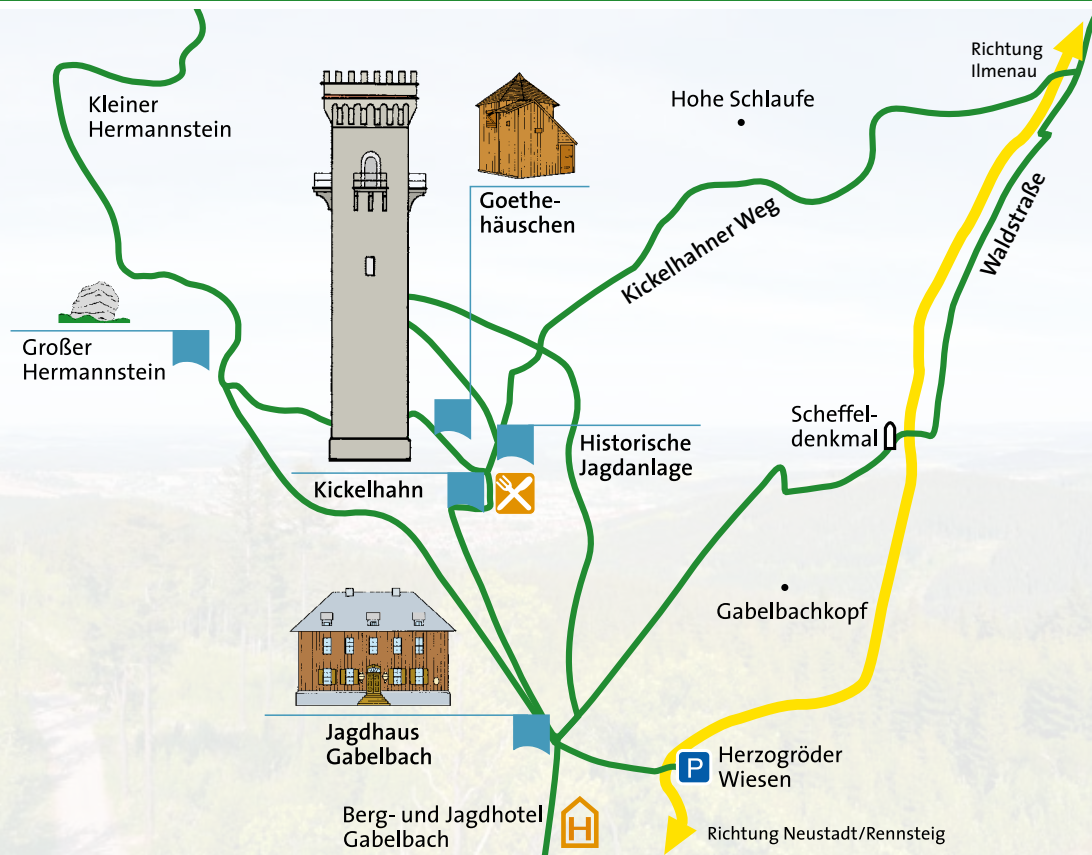 Richtung
Ilmenau
Kleiner
Hermannstein
Hohe Schlaufe
Goethe-
häuschen
Waldstraße
Kickelhahner Weg
Großer
Hermannstein
Scheffel-
denkmal
Historische
Jagdanlage
Kickelhahn
Gabelbachkopf
Jagdhaus
Gabelbach
P
Herzogröder
Wiesen
Berg- und Jagdhotel
Gabelbach
H
Richtung Neustadt/Rennsteig